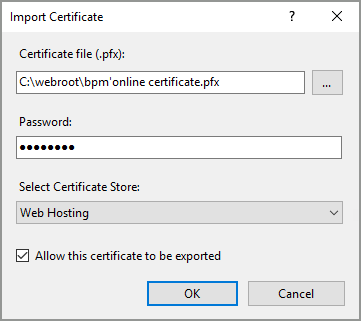 Import Certificate
?
Certificate file (.pfx):
C:\webroot\bpm'online certificate.pfx
...
Password:
••••••••
Select Certificate Store:
Web Hosting
Allow this certificate to be exported
OK Cancel